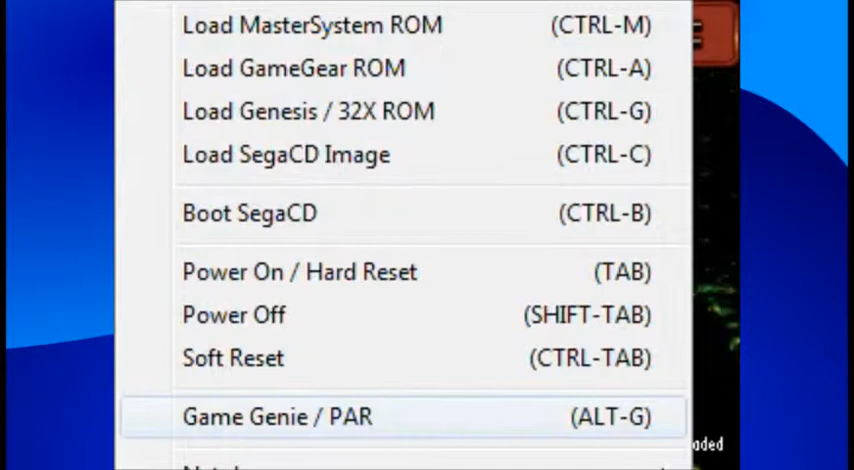 Load MasterSystem ROM (CTRL-M)
Load GameGear ROM (CTRL-A)
Load Genesis / 32X ROM (CTRL-G)
Load SegaCD Image (CTRL-C)
Boot SegaCD (CTRL-B)
Power On / Hard Reset (TAB)
Power Off (SHIFT-TAB)
Soft Reset (CTRL-TAB)
Game Genie / PAR (ALT-G)
aded